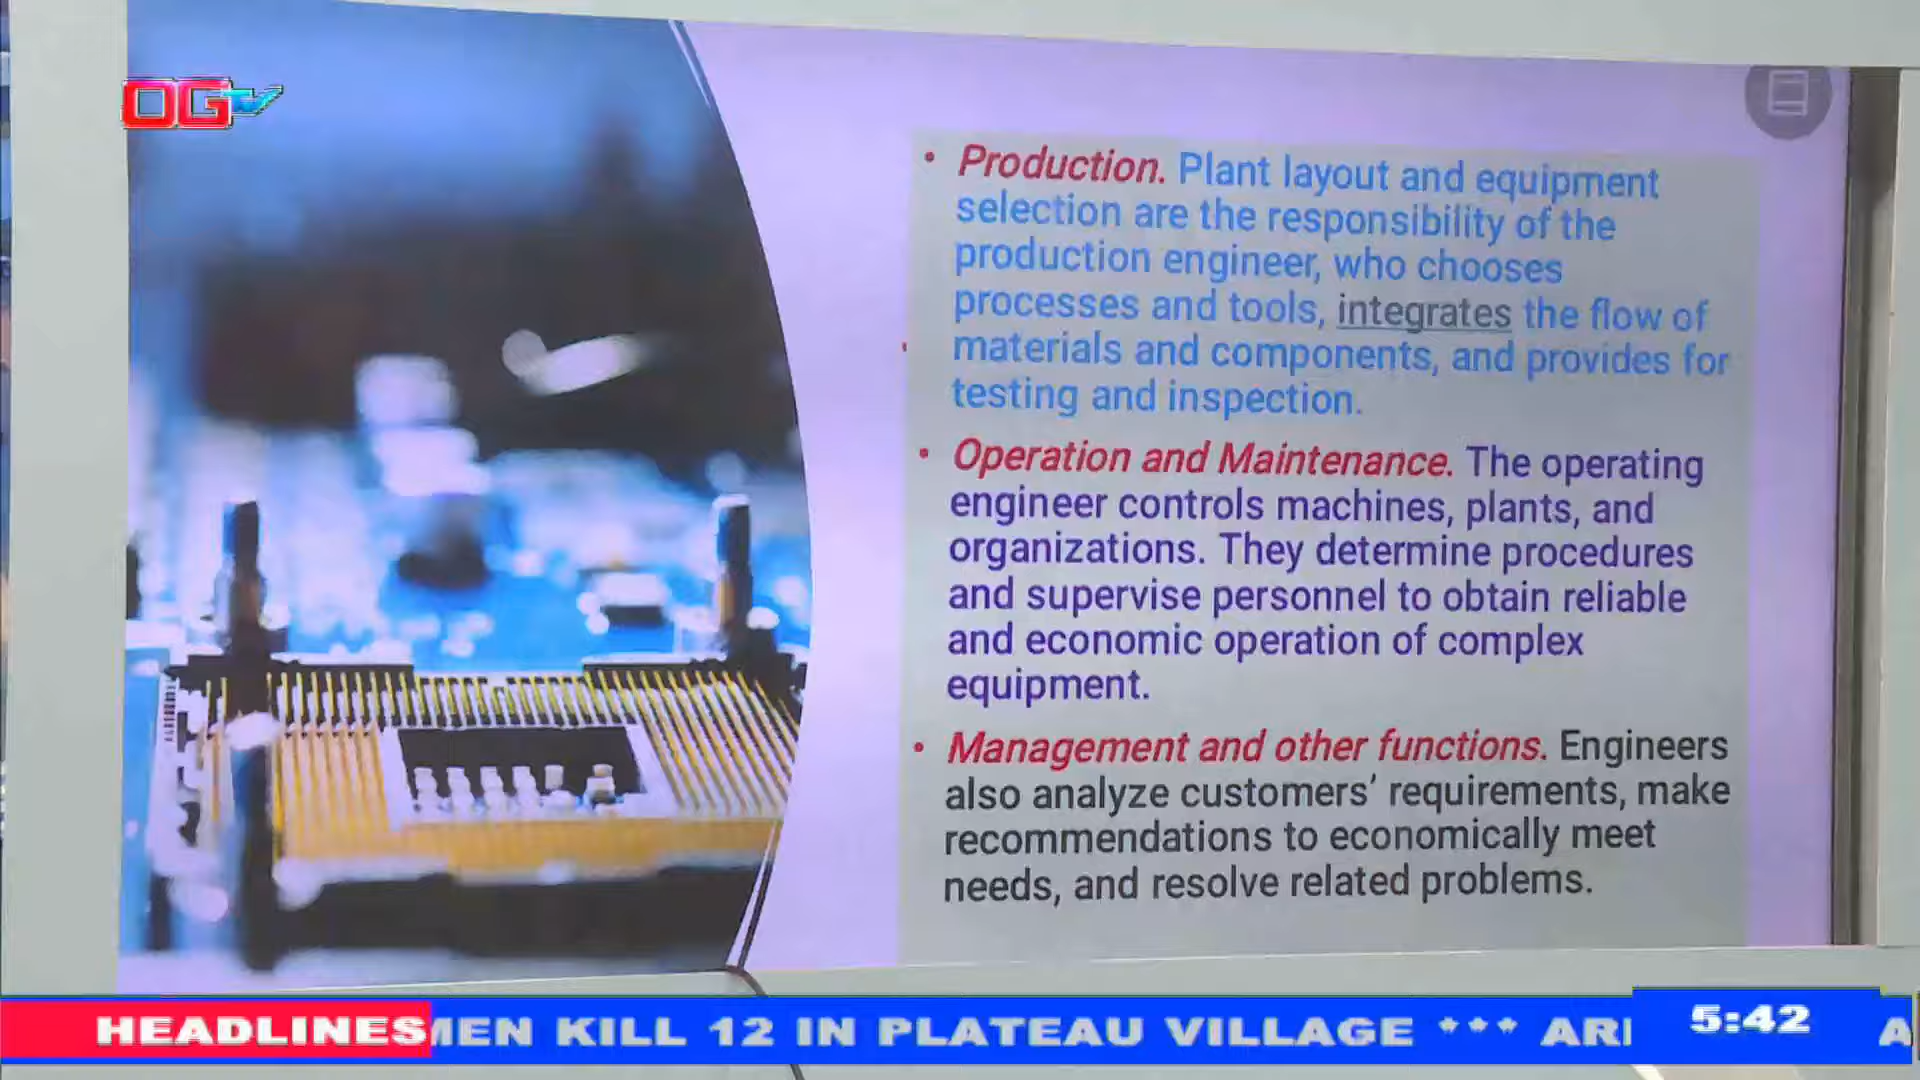 OGTV
• Production. Plant layout and equipment
selection are the responsibility of the
production engineer, who chooses
processes and tools, integrates the flow of
materials and components, and provides for
testing and inspection.
• Operation and Maintenance. The operating
engineer controls machines, plants, and
organizations. They determine procedures
and supervise personnel to obtain reliable
and economic operation of complex
equipment.
• Management and other functions. Engineers
also analyze customers' requirements, make
recommendations to economically meet
needs, and resolve related problems.
HEADLINES KILL 12 IN PLATEAU VILLAGE ***
5:42